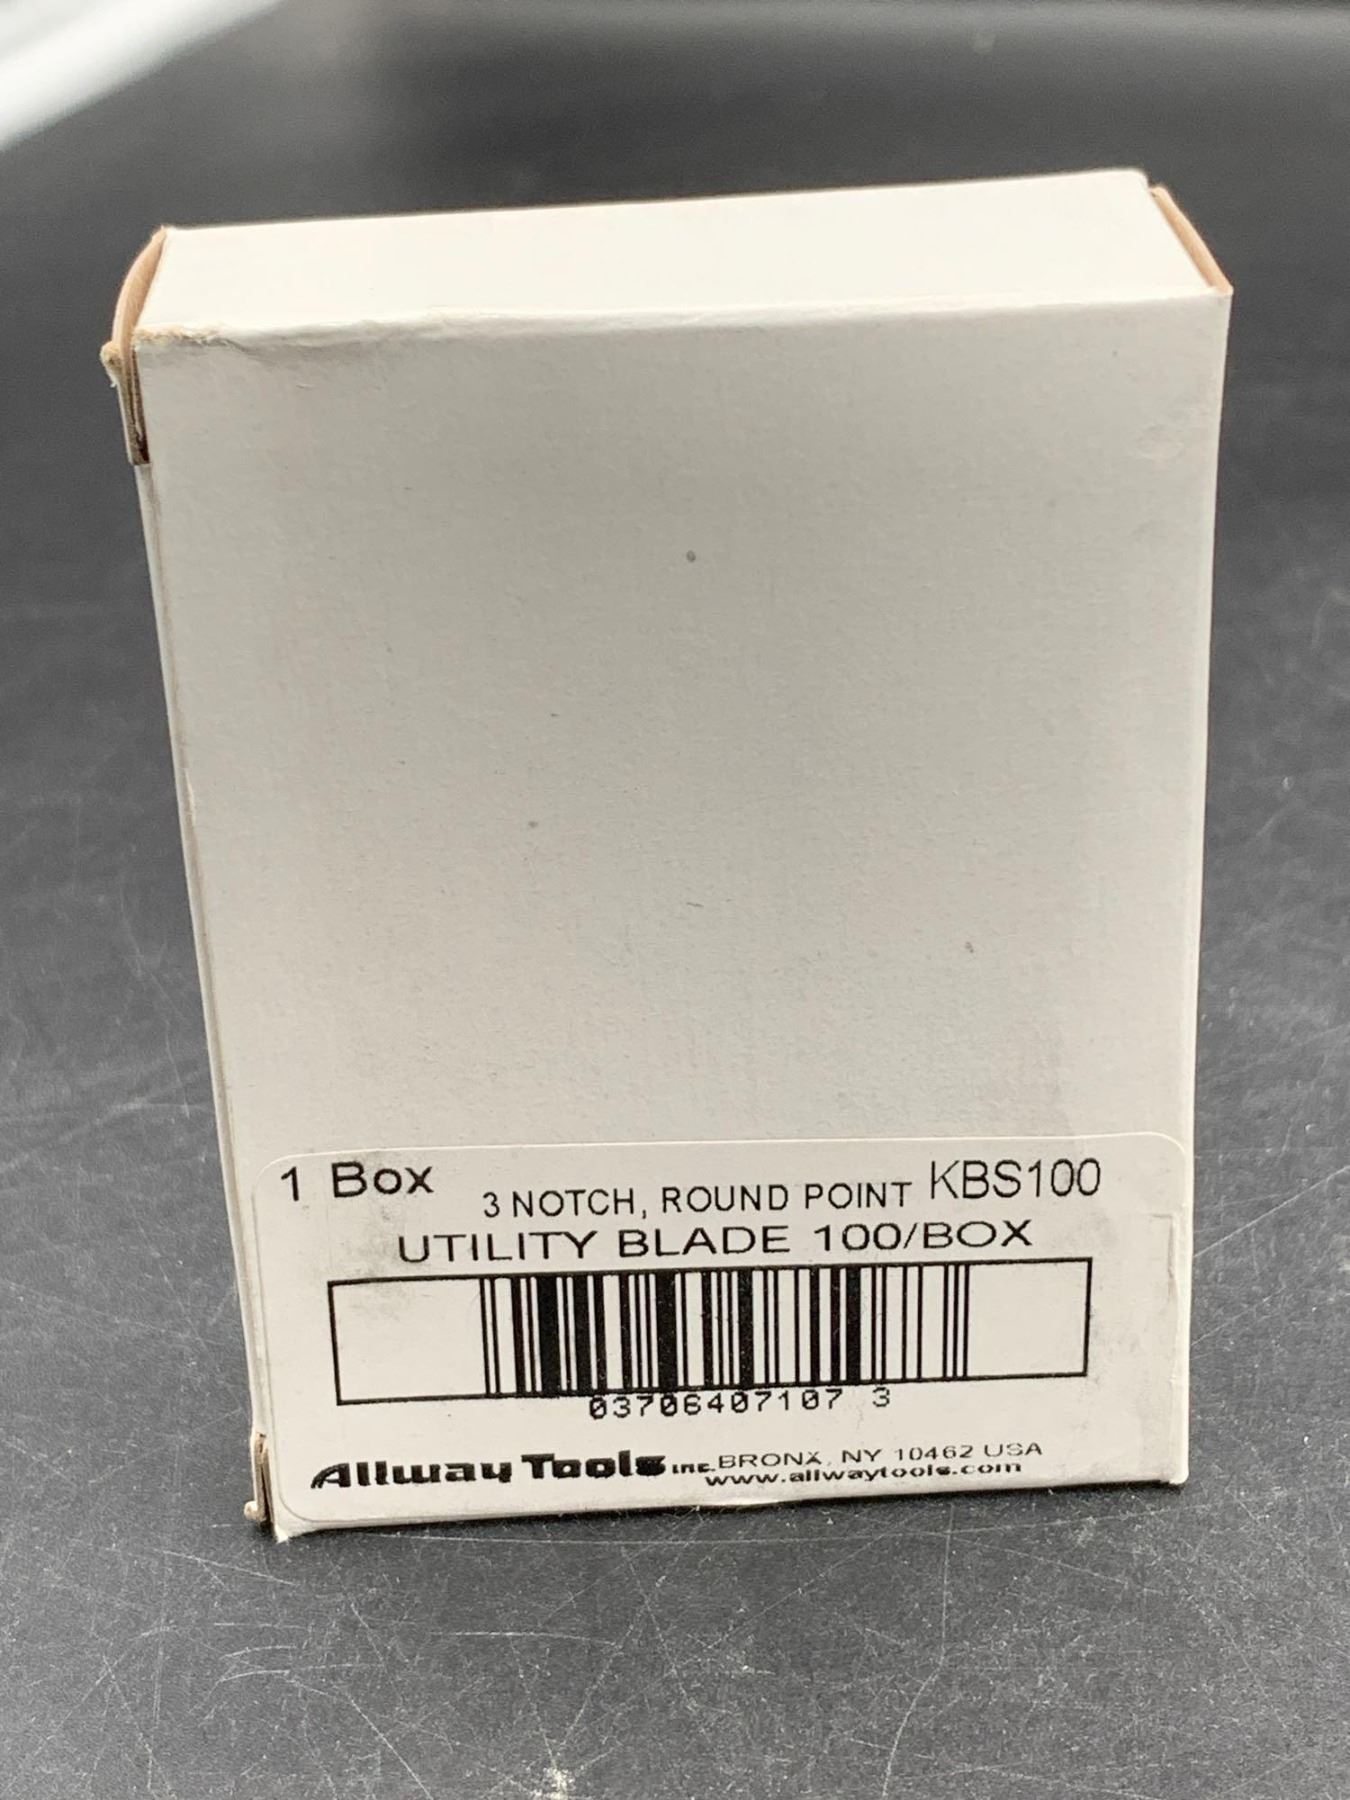 1 Box 3 NOTCH, ROUND POINT KBS100
UTILITY BLADE 100/BOX
03706407107 3
Allway Tools inc. BRONX, NY 10462 USA
www.allwaytools.com